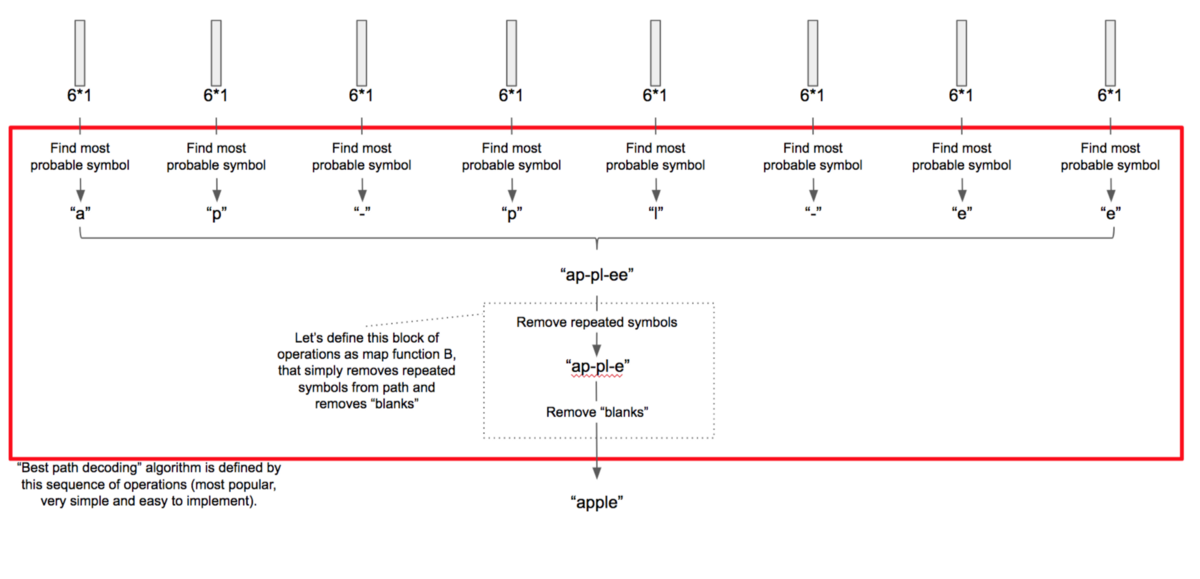 6*1 6*1 6*1 6*1 6*1 6*1 6*1 6*1
Find most Find most Find most Find most Find most Find most Find most Find most
probable symbol probable symbol probable symbol probable symbol probable symbol probable symbol probable symbol probable symbol
“a” “p” “-” “p” “l” “-” “e” “e”
“ap-pl-ee”
Remove repeated symbols
Let’s define this block of
operations as map function B,
that simply removes repeated
symbols from path and
removes “blanks”
“ap-pl-e”
Remove “blanks”
“Best path decoding” algorithm is defined by
this sequence of operations (most popular,
very simple and easy to implement).
“apple”